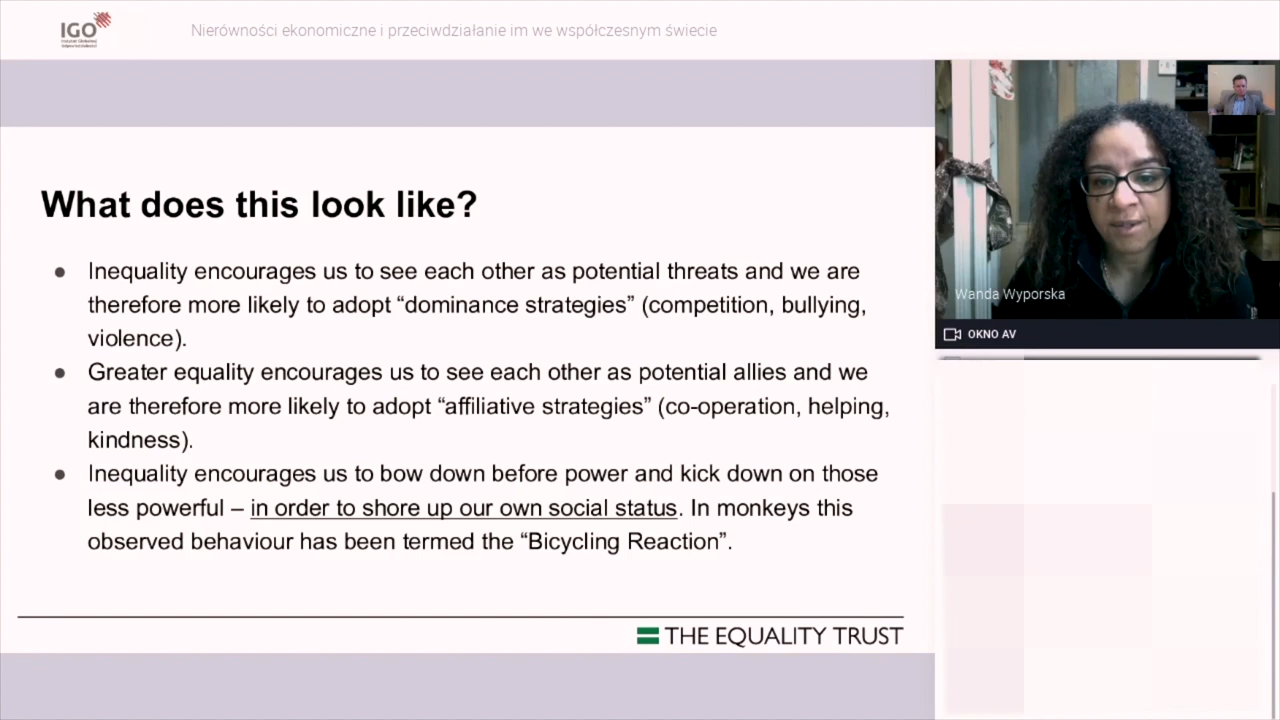 IGO
Instytut Globalnej
Odpowiedzialności
Nierówności ekonomiczne i przeciwdziałanie im we współczesnym świecie
What does this look like?
● Inequality encourages us to see each other as potential threats and we are
therefore more likely to adopt “dominance strategies” (competition, bullying,
violence).
● Greater equality encourages us to see each other as potential allies and we
are therefore more likely to adopt “affiliative strategies” (co-operation, helping,
kindness).
● Inequality encourages us to bow down before power and kick down on those
less powerful – in order to shore up our own social status. In monkeys this
observed behaviour has been termed the “Bicycling Reaction”.
THE EQUALITY TRUST
Wanda Wyporska
OKNO AV